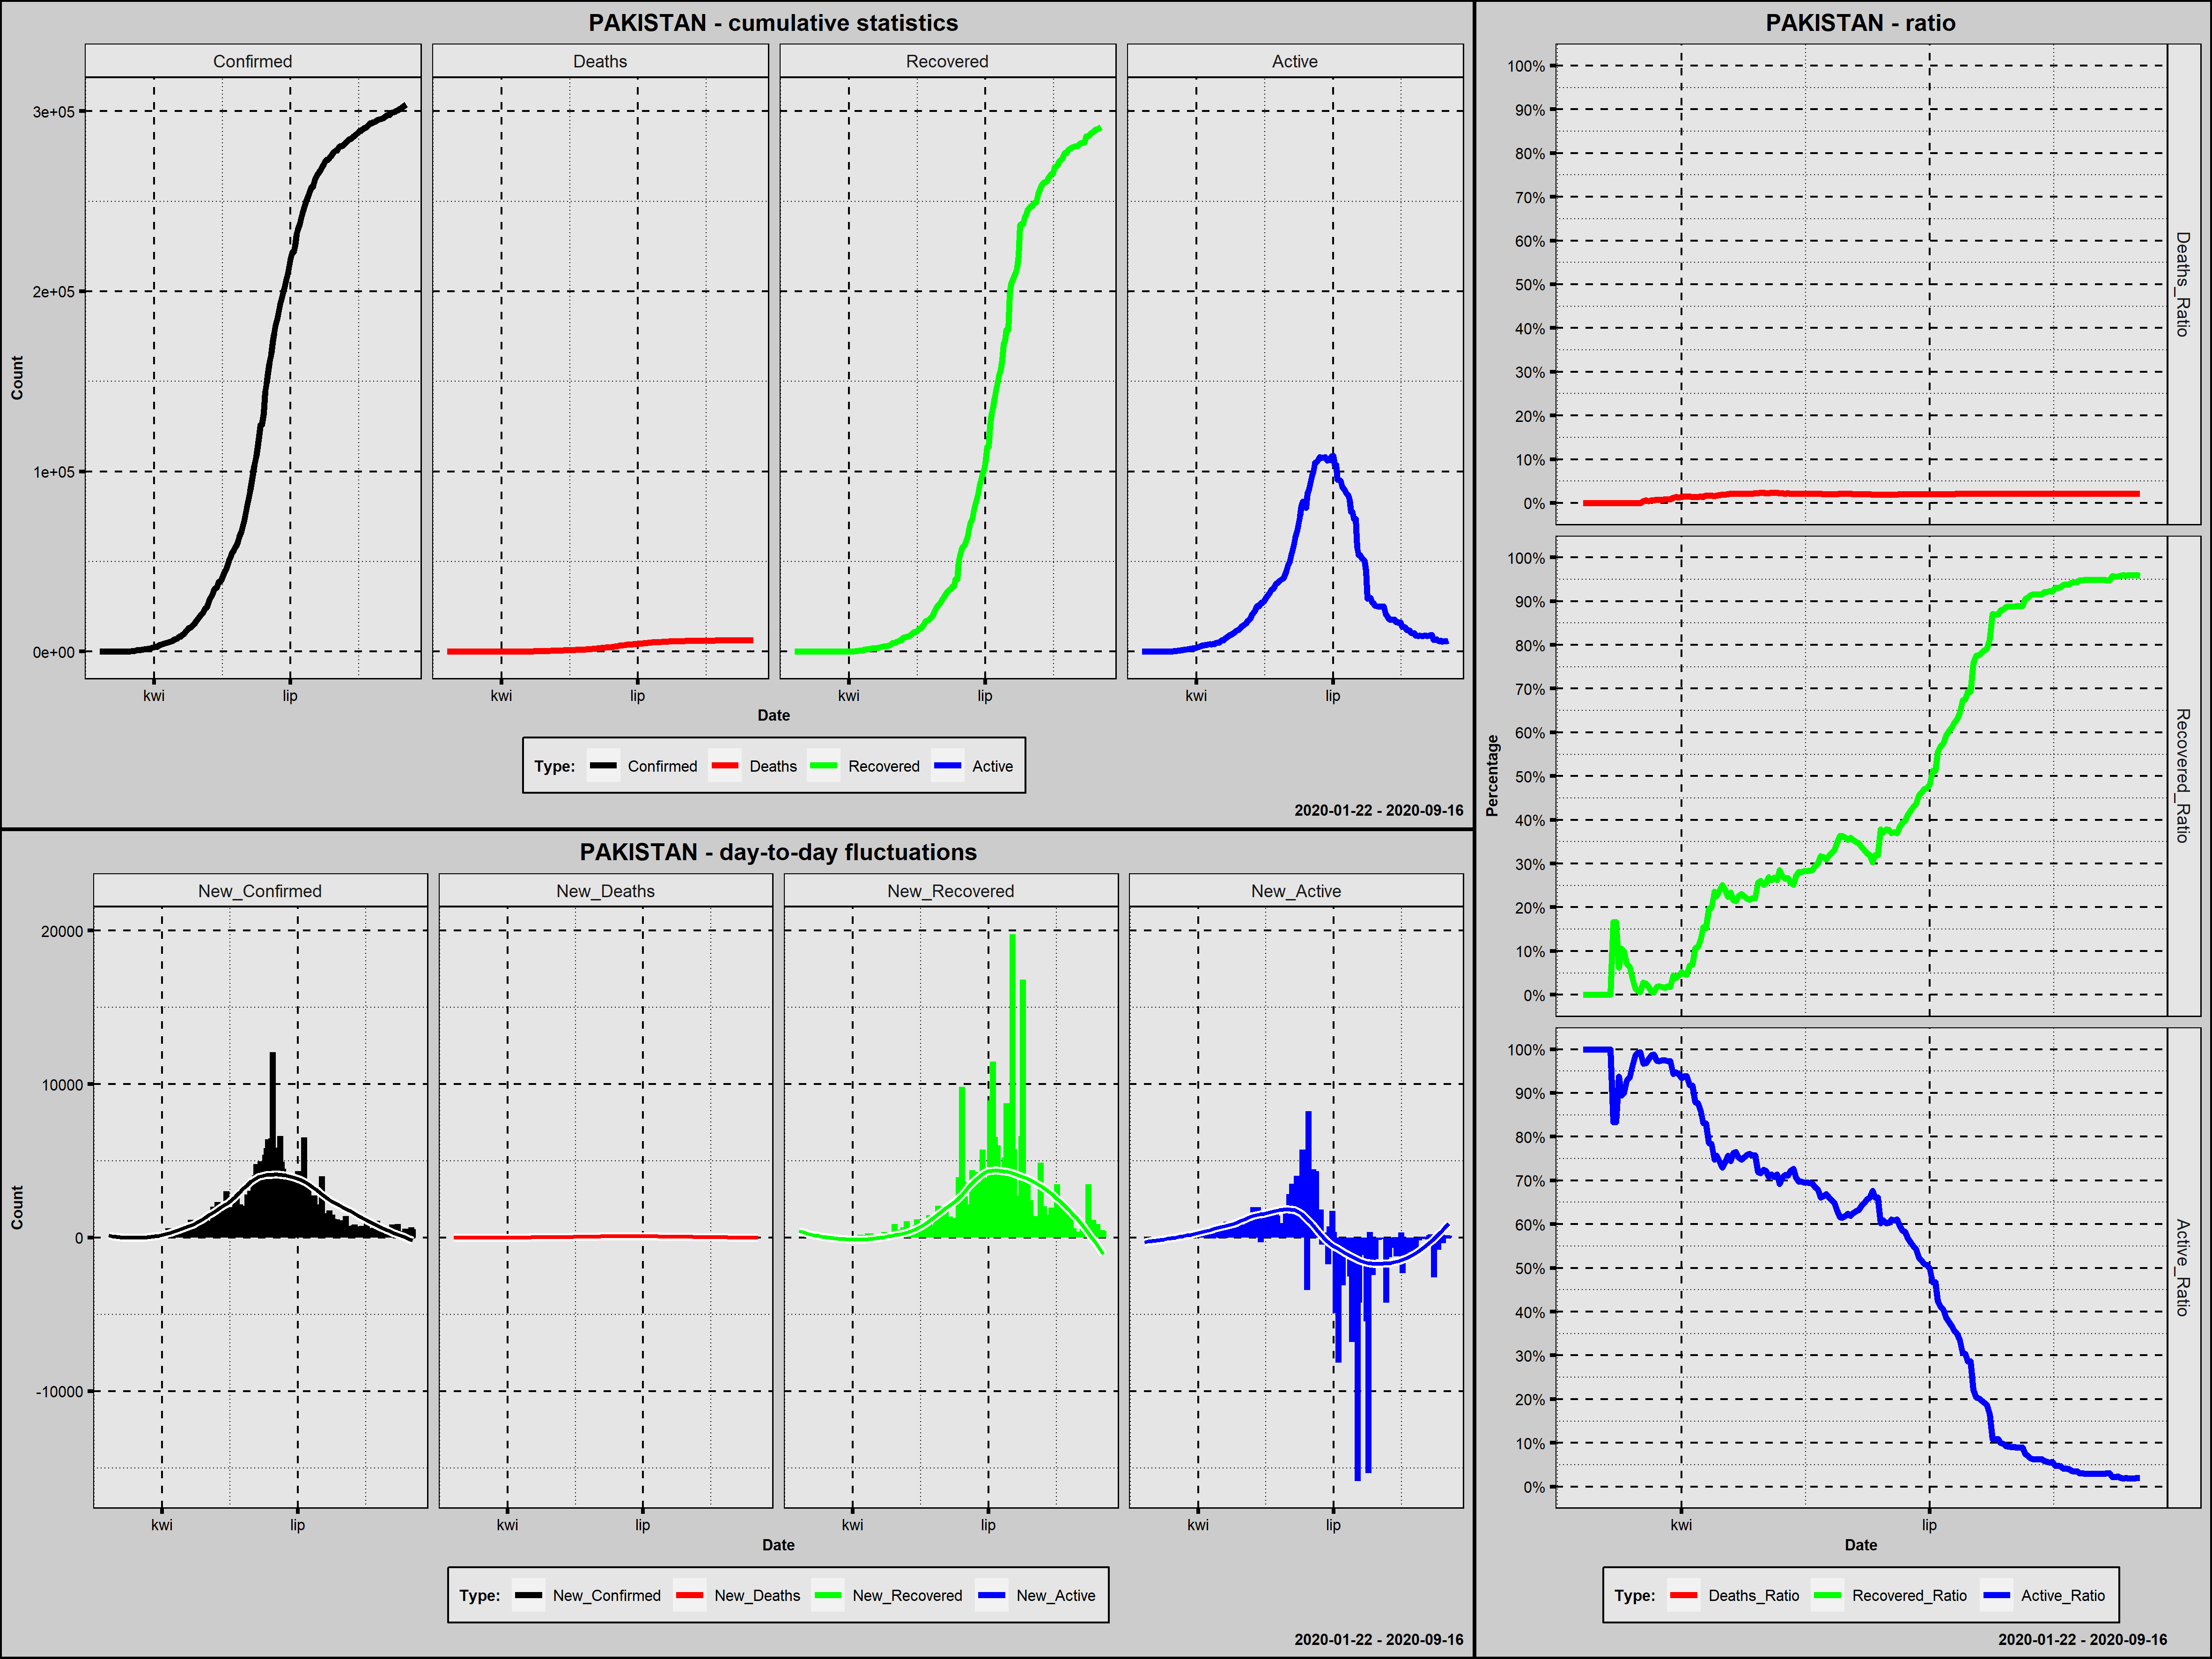 PAKISTAN - cumulative statistics
Confirmed Deaths Recovered Active
3e+05
2e+05
1e+05
0e+00
Count
kwi lip kwi lip kwi lip kwi lip
Date
Type: Confirmed Deaths Recovered Active
2020-01-22 - 2020-09-16
PAKISTAN - day-to-day fluctuations
New_Confirmed New_Deaths New_Recovered New_Active
20000
10000
0
-10000
Count
kwi lip kwi lip kwi lip kwi lip
Date
Type: New_Confirmed New_Deaths New_Recovered New_Active
2020-01-22 - 2020-09-16
PAKISTAN - ratio
100%
90%
80%
70%
60%
50%
40%
30%
20%
10%
0%
Deaths_Ratio
100%
90%
80%
70%
60%
50%
40%
30%
20%
10%
0%
Recovered_Ratio
100%
90%
80%
70%
60%
50%
40%
30%
20%
10%
0%
Active_Ratio
Percentage
kwi lip
Date
Type: Deaths_Ratio Recovered_Ratio Active_Ratio
2020-01-22 - 2020-09-16